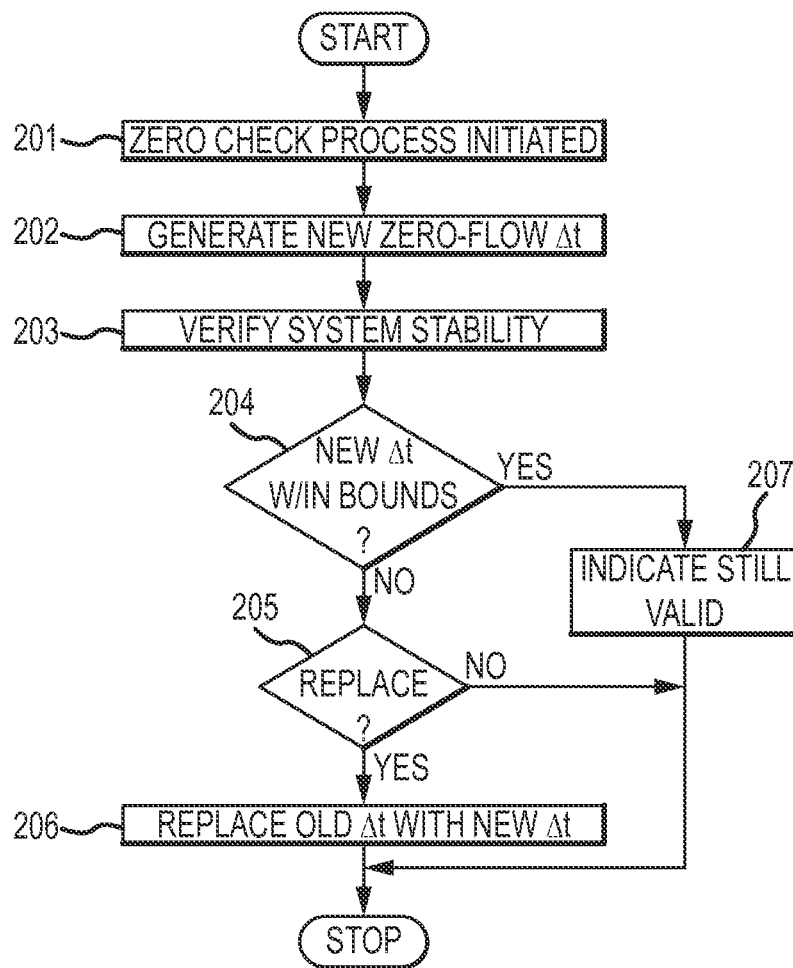 START
201
ZERO CHECK PROCESS INITIATED
202
GENERATE NEW ZERO-FLOW Δt
203
VERIFY SYSTEM STABILITY
204
NEW Δt
W/IN BOUNDS
?
YES
207
INDICATE STILL
VALID
NO
205
REPLACE
?
NO
YES
206
REPLACE OLD Δt WITH NEW Δt
STOP